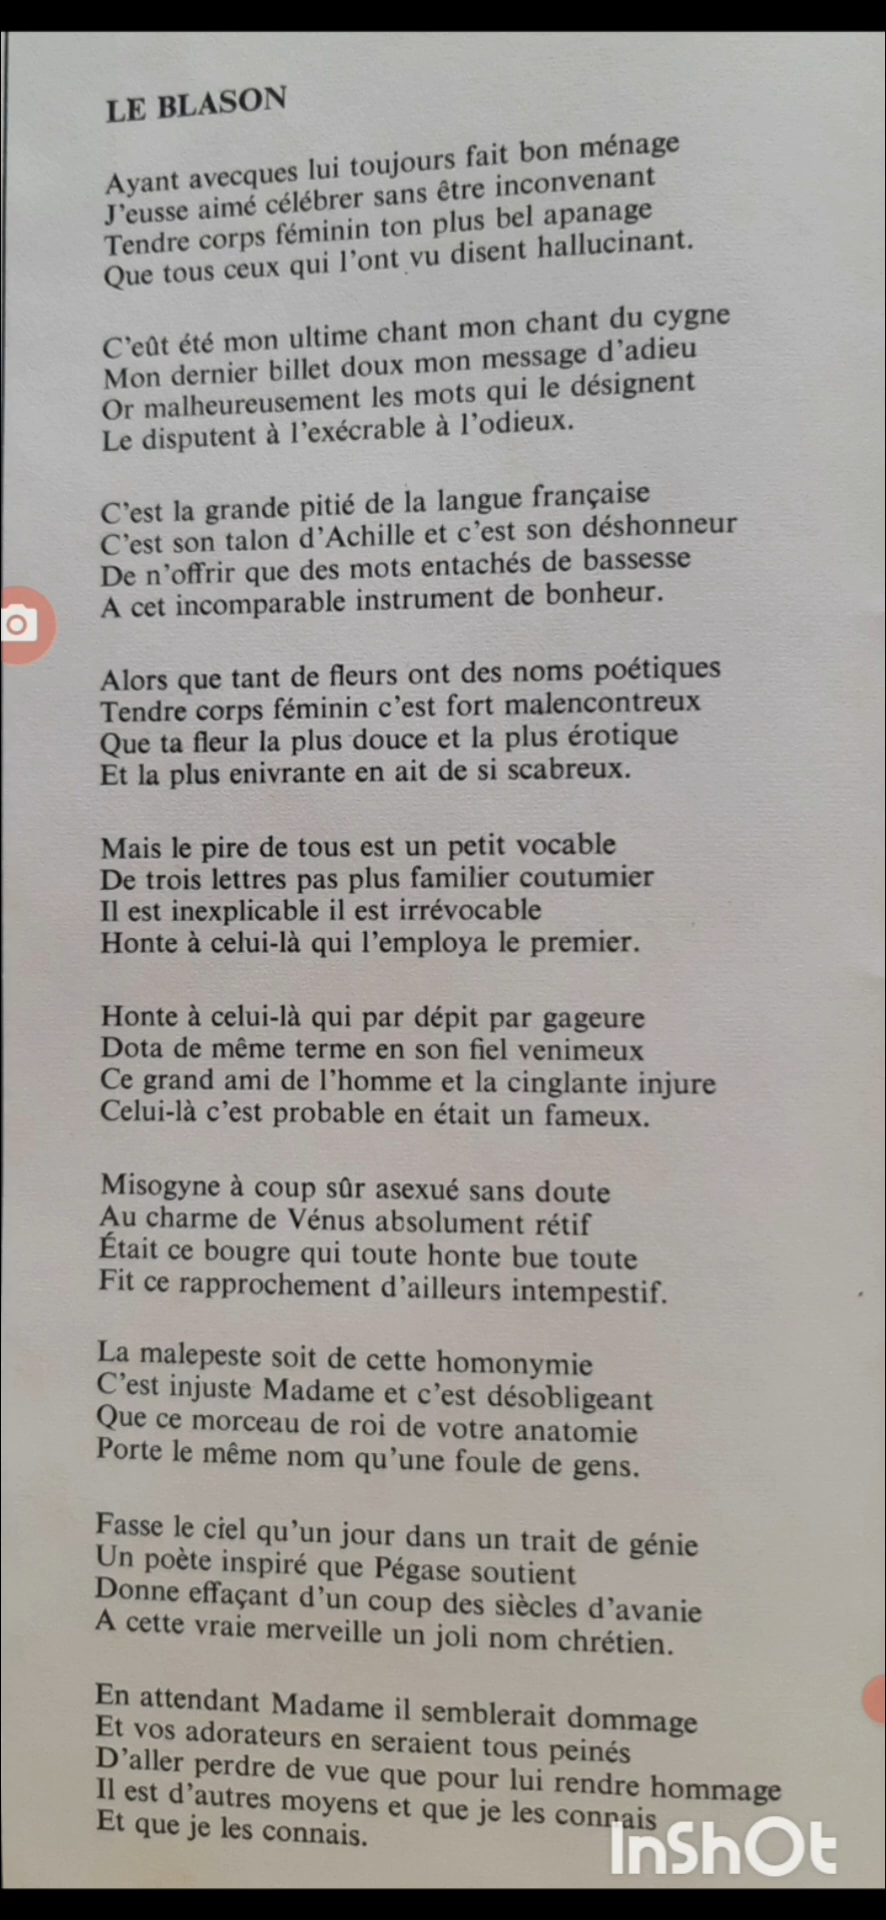 LE BLASON
Ayant avecques lui toujours fait bon ménage
J'eusse aimé célébrer sans être inconvenant
Tendre corps féminin ton plus bel apanage
Que tous ceux qui l'ont vu disent hallucinant.
C'eût été mon ultime chant mon chant du cygne
Mon dernier billet doux mon message d'adieu
Or malheureusement les mots qui le désignent
Le disputent à l'exécrable à l'odieux.
C'est la grande pitié de la langue française
C'est son talon d'Achille et c'est son déshonneur
De n'offrir que des mots entachés de bassesse
A cet incomparable instrument de bonheur.
Alors que tant de fleurs ont des noms poétiques
Tendre corps féminin c'est fort malencontreux
Que ta fleur la plus douce et la plus érotique
Et la plus enivrante en ait de si scabreux.
Mais le pire de tous est un petit vocable
De trois lettres pas plus familier coutumier
Il est inexplicable il est irrévocable
Honte à celui-là qui l'employa le premier.
Honte à celui-là qui par dépit par gageure
Dota de même terme en son fiel venimeux
Ce grand ami de l'homme et la cinglante injure
Celui-là c'est probable en était un fameux.
Misogyne à coup sûr asexué sans doute
Au charme de Vénus absolument rétif
Était ce bougre qui toute honte bue toute
Fit ce rapprochement d'ailleurs intempestif.
La malepeste soit de cette homonymie
C'est injuste Madame et c'est désobligeant
Que ce morceau de roi de votre anatomie
Porte le même nom qu'une foule de gens.
Fasse le ciel qu'un jour dans un trait de génie
Un poète inspiré que Pégase soutient
Donne effaçant d'un coup des siècles d'avanie
A cette vraie merveille un joli nom chrétien.
En attendant Madame il semblerait dommage
Et vos adorateurs en seraient tous peinés
D'aller perdre de vue que pour lui rendre hommage
Il est d'autres moyens et que je les connais
Et que je les connais.
InShOt